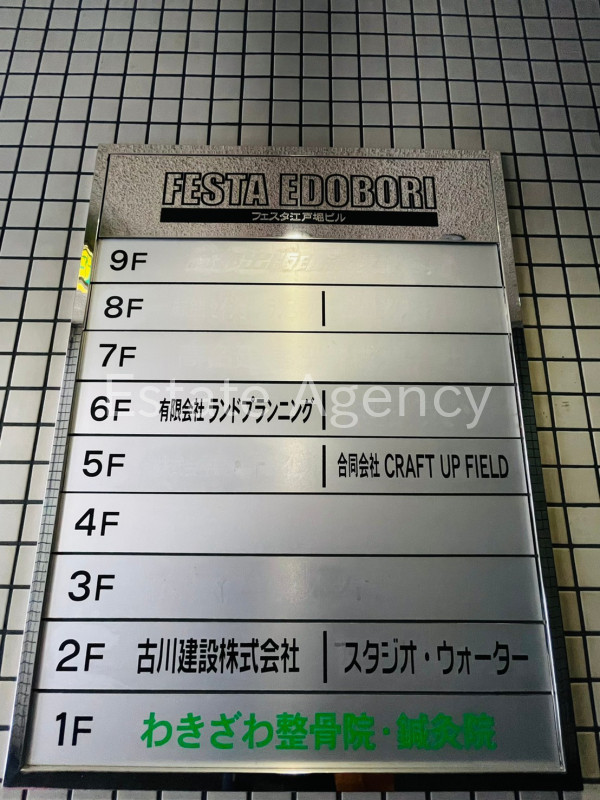 FESTA EDOBORI
フェスタ江戸堀ビル
9F
8F
7F
Estate Agency
6F 有限会社 ランドプランニング
5F 合同会社 CRAFT UP FIELD
4F
3F
2F 古川建設株式会社 スタジオ・ウォーター
1F わきざわ整骨院・鍼灸院